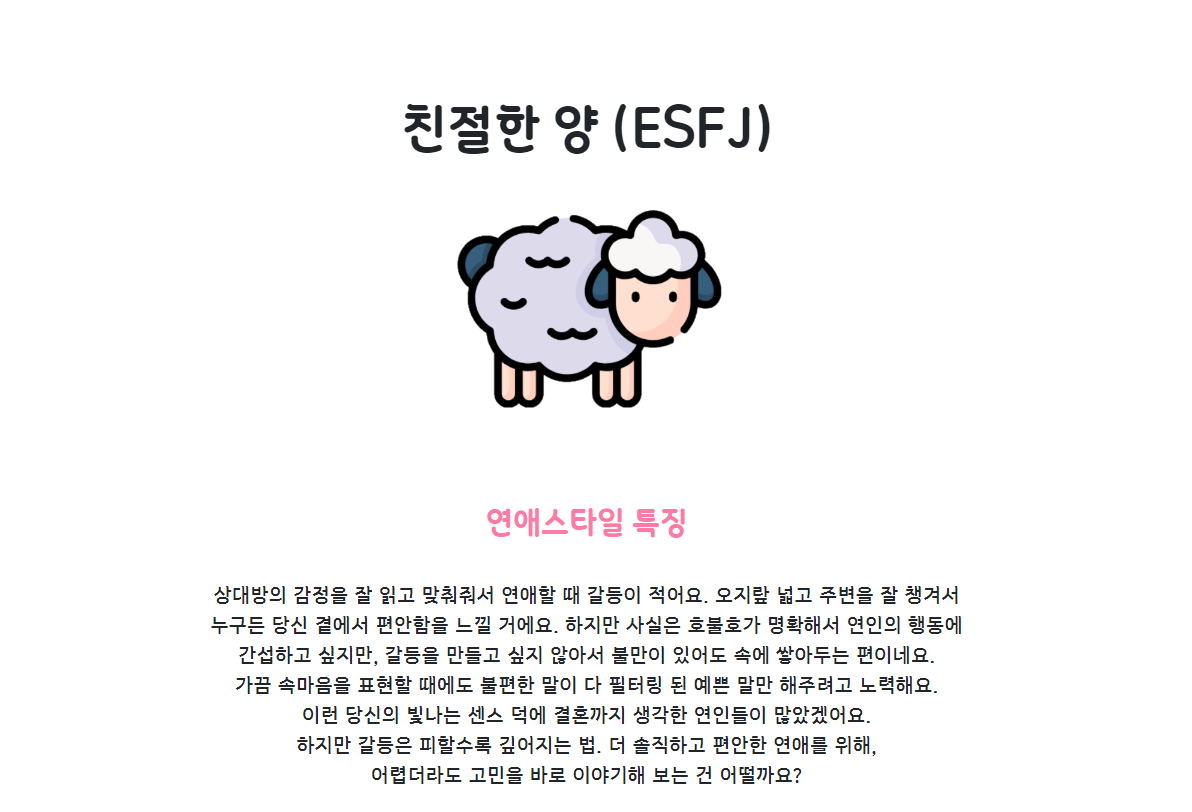 친절한 양 (ESFJ)
연애스타일 특징
상대방의 감정을 잘 읽고 맞춰줘서 연애할 때 갈등이 적어요. 오지랖 넓고 주변을 잘 챙겨서
누구든 당신 곁에서 편안함을 느낄 거에요. 하지만 사실은 호불호가 명확해서 연인의 행동에
간섭하고 싶지만, 갈등을 만들고 싶지 않아서 불만이 있어도 속에 쌓아두는 편이네요.
가끔 속마음을 표현할 때에도 불편한 말이 다 필터링 된 예쁜 말만 해주려고 노력해요.
이런 당신의 빛나는 센스 덕에 결혼까지 생각한 연인들이 많았겠어요.
하지만 갈등은 피할수록 깊어지는 법. 더 솔직하고 편안한 연애를 위해,
어렵더라도 고민을 바로 이야기해 보는 건 어떨까요?